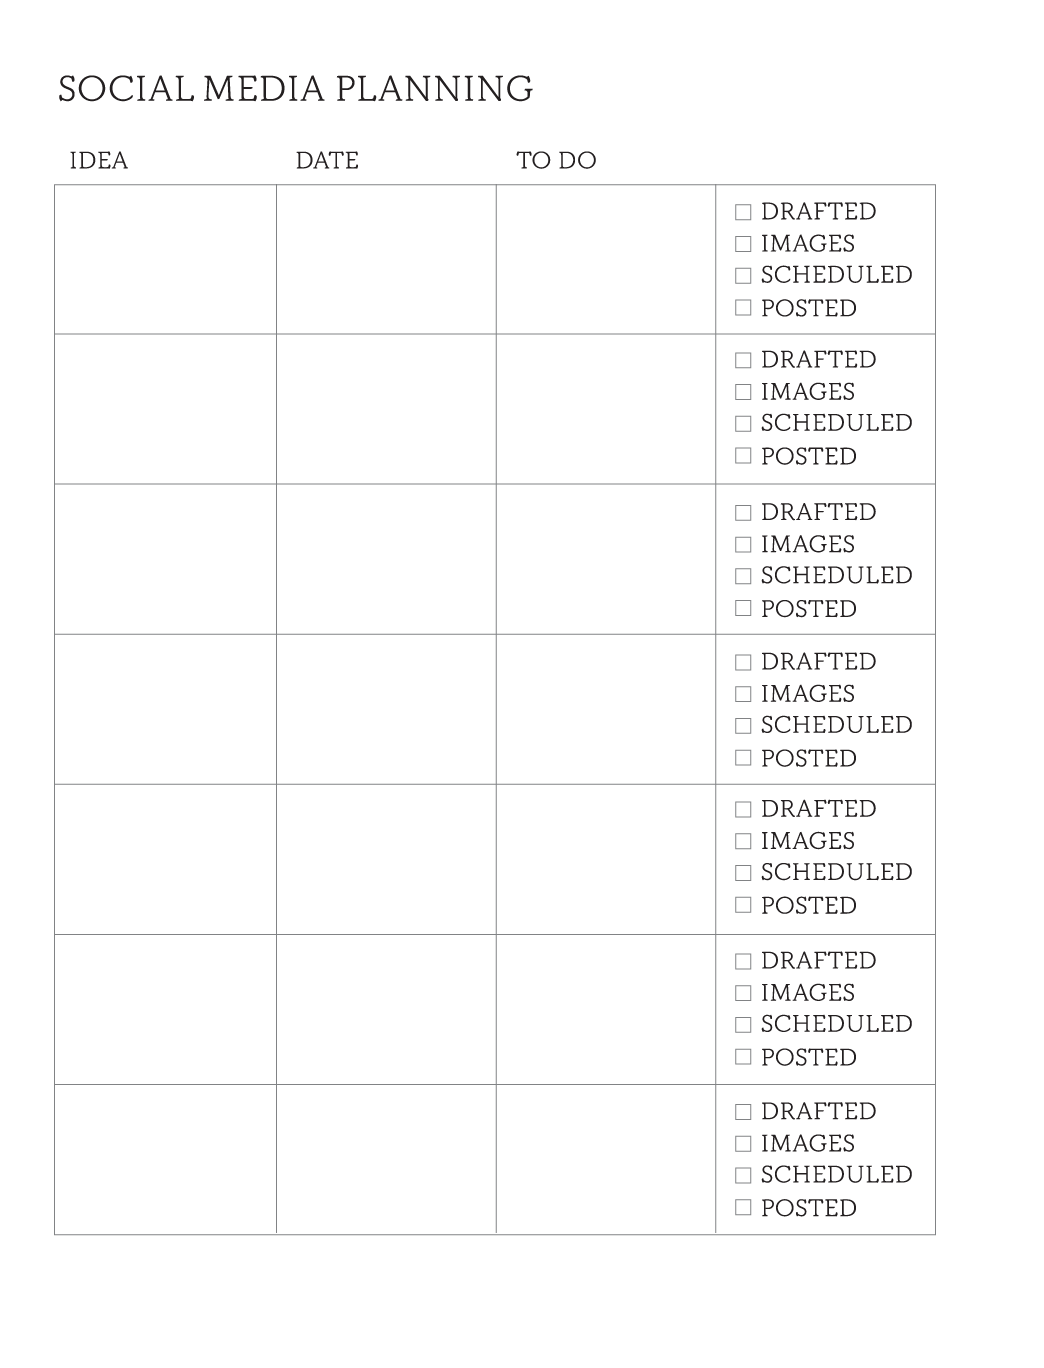 SOCIAL MEDIA PLANNING
IDEA DATE TO DO
DRAFTED
IMAGES
SCHEDULED
POSTED
DRAFTED
IMAGES
SCHEDULED
POSTED
DRAFTED
IMAGES
SCHEDULED
POSTED
DRAFTED
IMAGES
SCHEDULED
POSTED
DRAFTED
IMAGES
SCHEDULED
POSTED
DRAFTED
IMAGES
SCHEDULED
POSTED
DRAFTED
IMAGES
SCHEDULED
POSTED